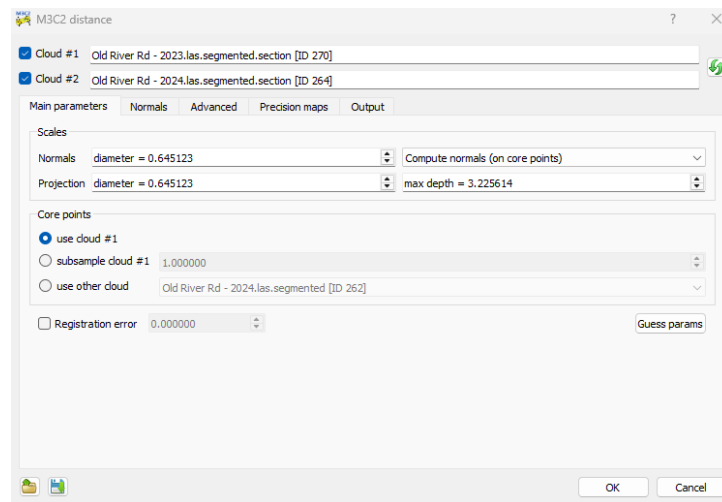 M3C2 distance
Cloud #1 Old River Rd - 2023.las.segmented.section [ID 270]
Cloud #2 Old River Rd - 2024.las.segmented.section [ID 264]
Main parameters Normals Advanced Precision maps Output
Scales
Normals diameter = 0.645123 Compute normals (on core points)
Projection diameter = 0.645123 max depth = 3.225614
Core points
use cloud #1
subsample cloud #1 1.000000
use other cloud Old River Rd - 2024.las.segmented [ID 262]
Registration error 0.000000 Guess params
OK Cancel